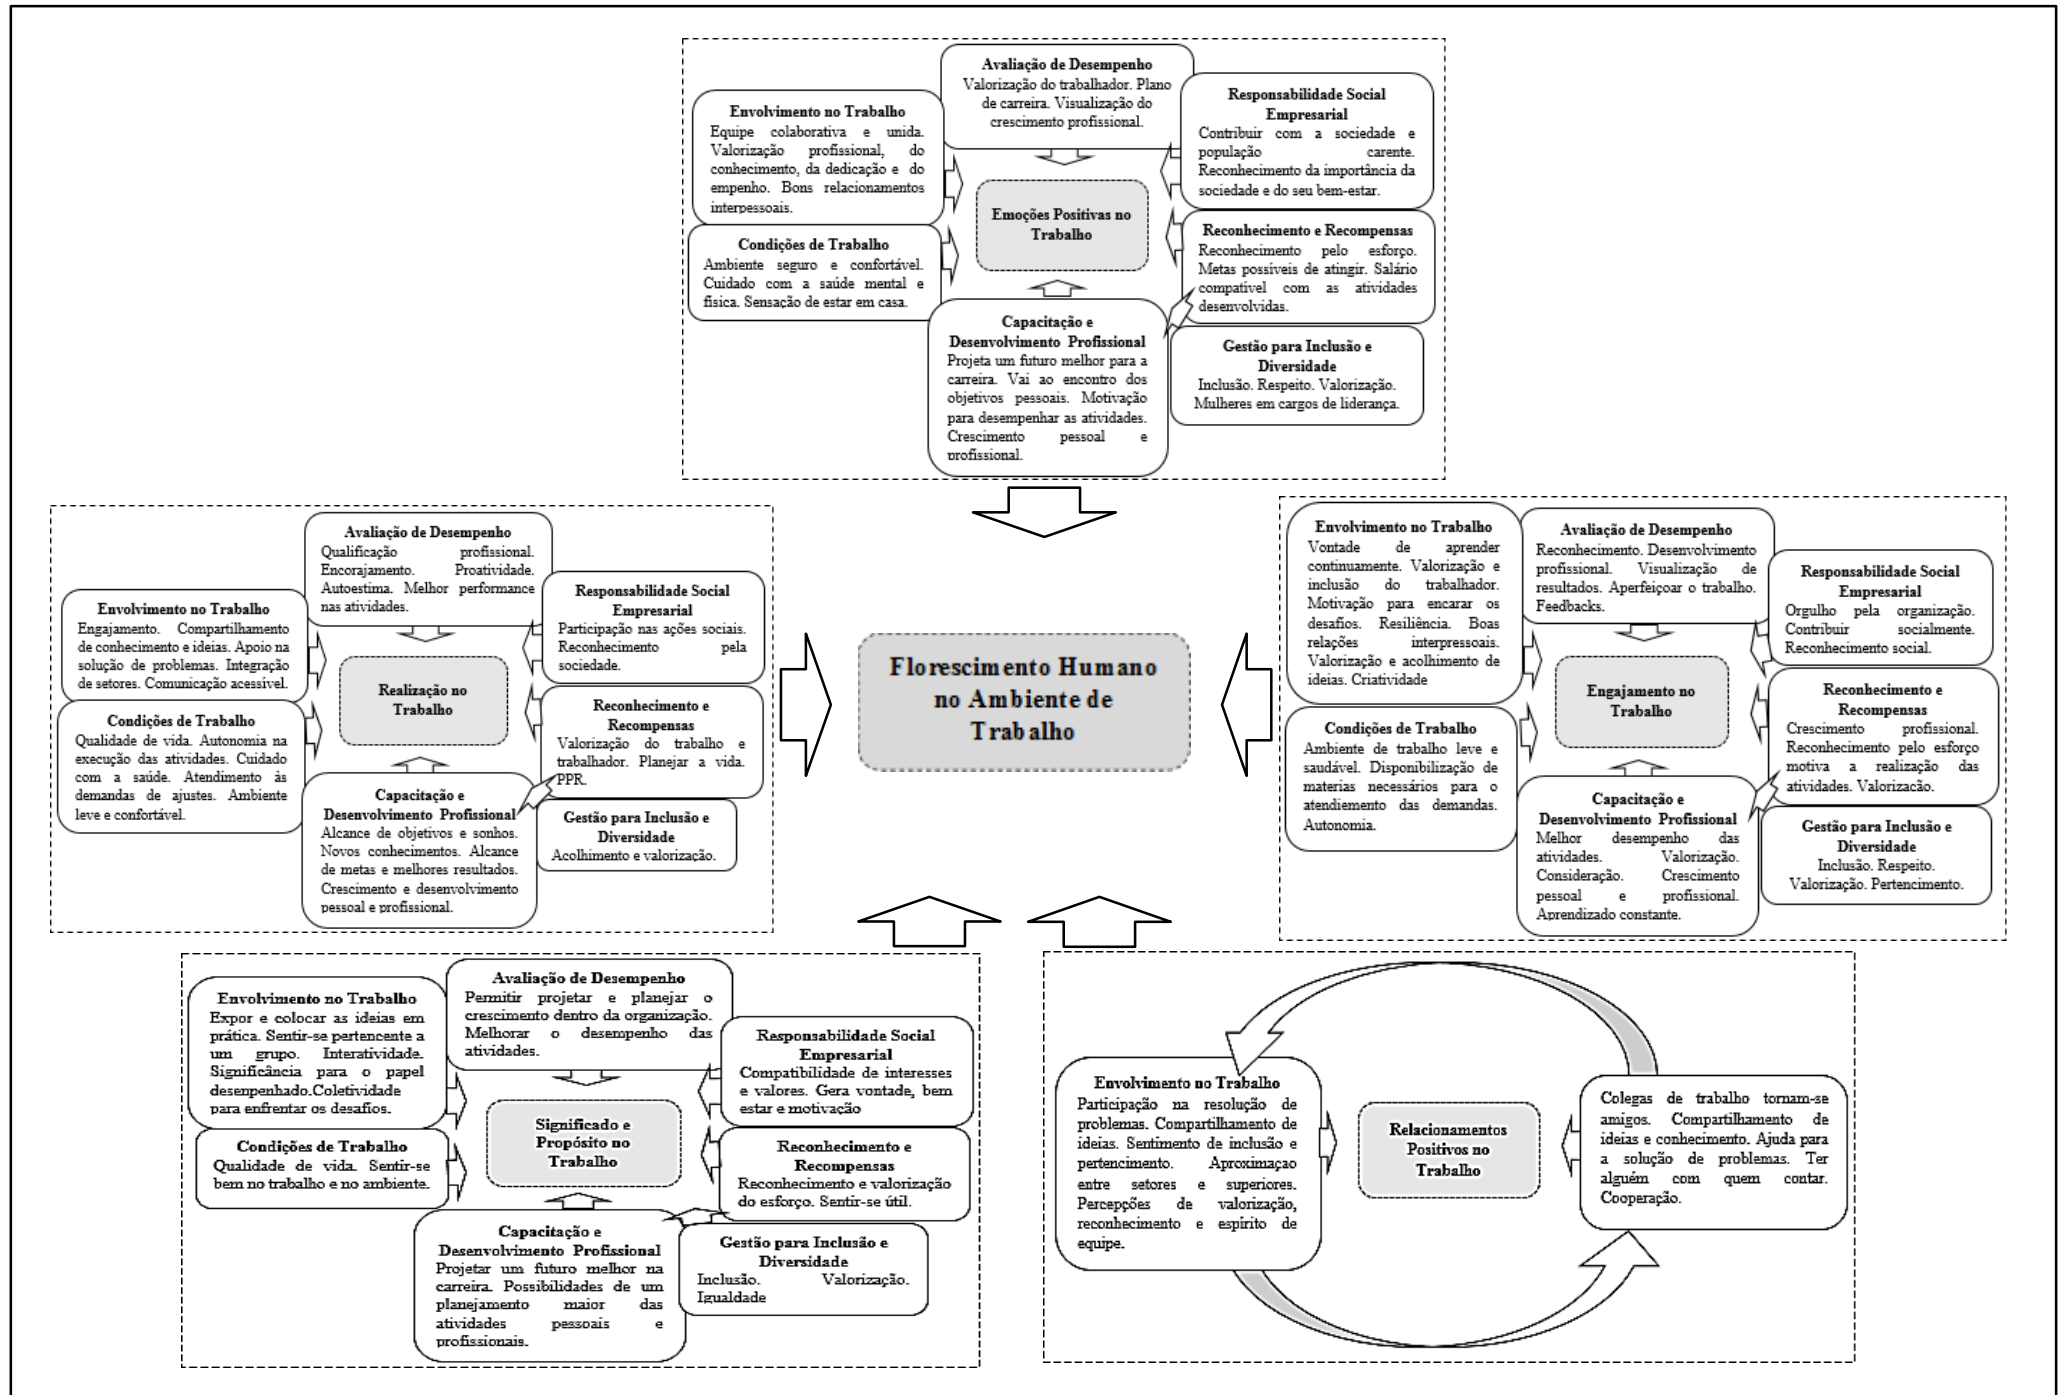 Avaliação de Desempenho
Valorização do trabalhador. Plano
de carreira. Visualização do
crescimento profissional.
Envolvimento no Trabalho
Equipe colaborativa e unida.
Valorização profissional, do
conhecimento, da dedicação e do
empenho. Bons relacionamentos
interpessoais.
Responsabilidade Social
Empresarial
Contribuir com a sociedade e
população carente.
Reconhecimento da importância da
sociedade e do seu bem-estar.
Emoções Positivas no
Trabalho
Condições de Trabalho
Ambiente seguro e confortável.
Cuidado com a saúde mental e
física. Sensação de estar em casa.
Reconhecimento e Recompensas
Reconhecimento pelo esforço.
Metas possíveis de atingir. Salário
compatível com as atividades
desenvolvidas.
Capacitação e
Desenvolvimento Profissional
Projeta um futuro melhor para a
carreira. Vai ao encontro dos
objetivos pessoais. Motivação
para desempenhar as atividades.
Crescimento pessoal e
profissional.
Gestão para Inclusão e
Diversidade
Inclusão. Respeito. Valorização.
Mulheres em cargos de liderança.
Avaliação de Desempenho
Qualificação profissional.
Encorajamento. Proatividade.
Autoestima. Melhor performance
nas atividades.
Envolvimento no Trabalho
Engajamento. Compartilhamento
de conhecimento e ideias. Apoio na
solução de problemas. Integração
de setores. Comunicação acessível.
Responsabilidade Social
Empresarial
Participação nas ações sociais.
Reconhecimento pela
sociedade.
Realização no
Trabalho
Condições de Trabalho
Qualidade de vida. Autonomia na
execução das atividades. Cuidado
com a saúde. Atendimento às
demandas de ajustes. Ambiente
leve e confortável.
Reconhecimento e
Recompensas
Valorização do trabalho e
trabalhador. Planejar a vida.
PPR.
Capacitação e
Desenvolvimento Profissional
Alcance de objetivos e sonhos.
Novos conhecimentos. Alcance
de metas e melhores resultados.
Crescimento e desenvolvimento
pessoal e profissional.
Gestão para Inclusão e
Diversidade
Acolhimento e valorização.
Florescimento Humano
no Ambiente de
Trabalho
Envolvimento no Trabalho
Vontade de aprender
continuamente. Valorização e
inclusão do trabalhador.
Motivação para encarar os
desafios. Resiliência. Boas
relações interpressoais.
Valorização e acolhimento de
ideias. Criatividade
Avaliação de Desempenho
Reconhecimento. Desenvolvimento
profissional. Visualização de
resultados. Aperfeiçoar o trabalho.
Feedbacks.
Responsabilidade Social
Empresarial
Orgulho pela organização.
Contribuir socialmente.
Reconhecimento social.
Engajamento no
Trabalho
Condições de Trabalho
Ambiente de trabalho leve e
saudável. Disponibilização de
materias necessários para o
atendiemento das demandas.
Autonomia.
Reconhecimento e
Recompensas
Crescimento profissional.
Reconhecimento pelo esforço
motiva a realização das
atividades. Valorização.
Capacitação e
Desenvolvimento Profissional
Melhor desempenho das
atividades. Valorização.
Consideração. Crescimento
pessoal e profissional.
Aprendizado constante.
Gestão para Inclusão e
Diversidade
Inclusão. Respeito.
Valorização. Pertencimento.
Envolvimento no Trabalho
Expor e colocar as ideias em
prática. Sentir-se pertencente a
um grupo. Interatividade.
Significância para o papel
desempenhado.Coletividade
para enfrentar os desafios.
Avaliação de Desempenho
Permitir projetar e planejar o
crescimento dentro da organização.
Melhorar o desempenho das
atividades.
Responsabilidade Social
Empresarial
Compatibilidade de interesses
e valores. Gera vontade, bem
estar e motivação
Significado e
Propósito no
Trabalho
Condições de Trabalho
Qualidade de vida. Sentir-se
bem no trabalho e no ambiente.
Reconhecimento e
Recompensas
Reconhecimento e valorização
do esforço. Sentir-se útil.
Capacitação e
Desenvolvimento Profissional
Projetar um futuro melhor na
carreira. Possibilidades de um
planejamento maior das
atividades pessoais e
profissionais.
Gestão para Inclusão e
Diversidade
Inclusão. Valorização.
Igualdade
Envolvimento no Trabalho
Participação na resolução de
problemas. Compartilhamento de
ideias. Sentimento de inclusão e
pertencimento. Aproximaçao
entre setores e superiores.
Percepções de valorização,
reconhecimento e espírito de
equipe.
Relacionamentos
Positivos no
Trabalho
Colegas de trabalho tornam-se
amigos. Compartilhamento de
ideias e conhecimento. Ajuda para
a solução de problemas. Ter
alguém com quem contar.
Cooperação.